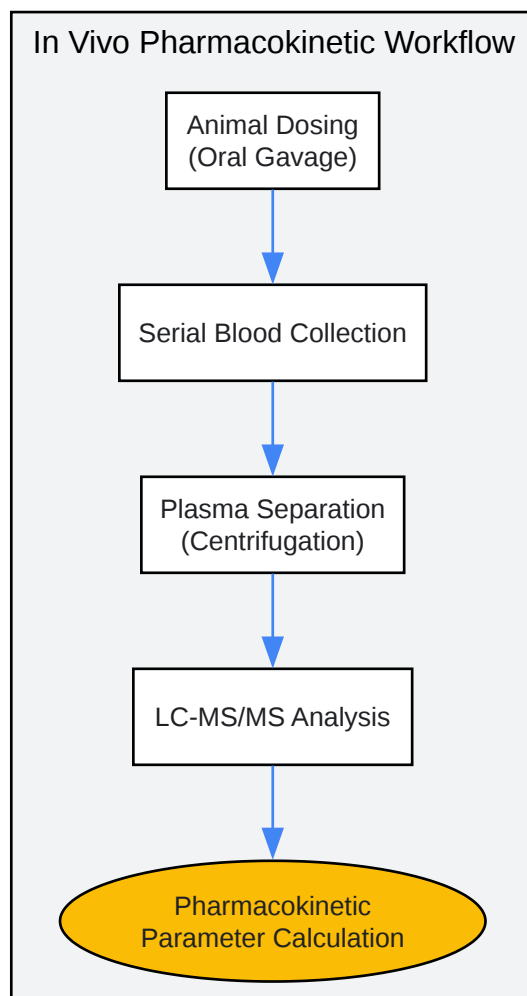 In Vivo Pharmacokinetic Workflow
Animal Dosing
(Oral Gavage)
Serial Blood Collection
Plasma Separation
(Centrifugation)
LC-MS/MS Analysis
Pharmacokinetic
Parameter Calculation